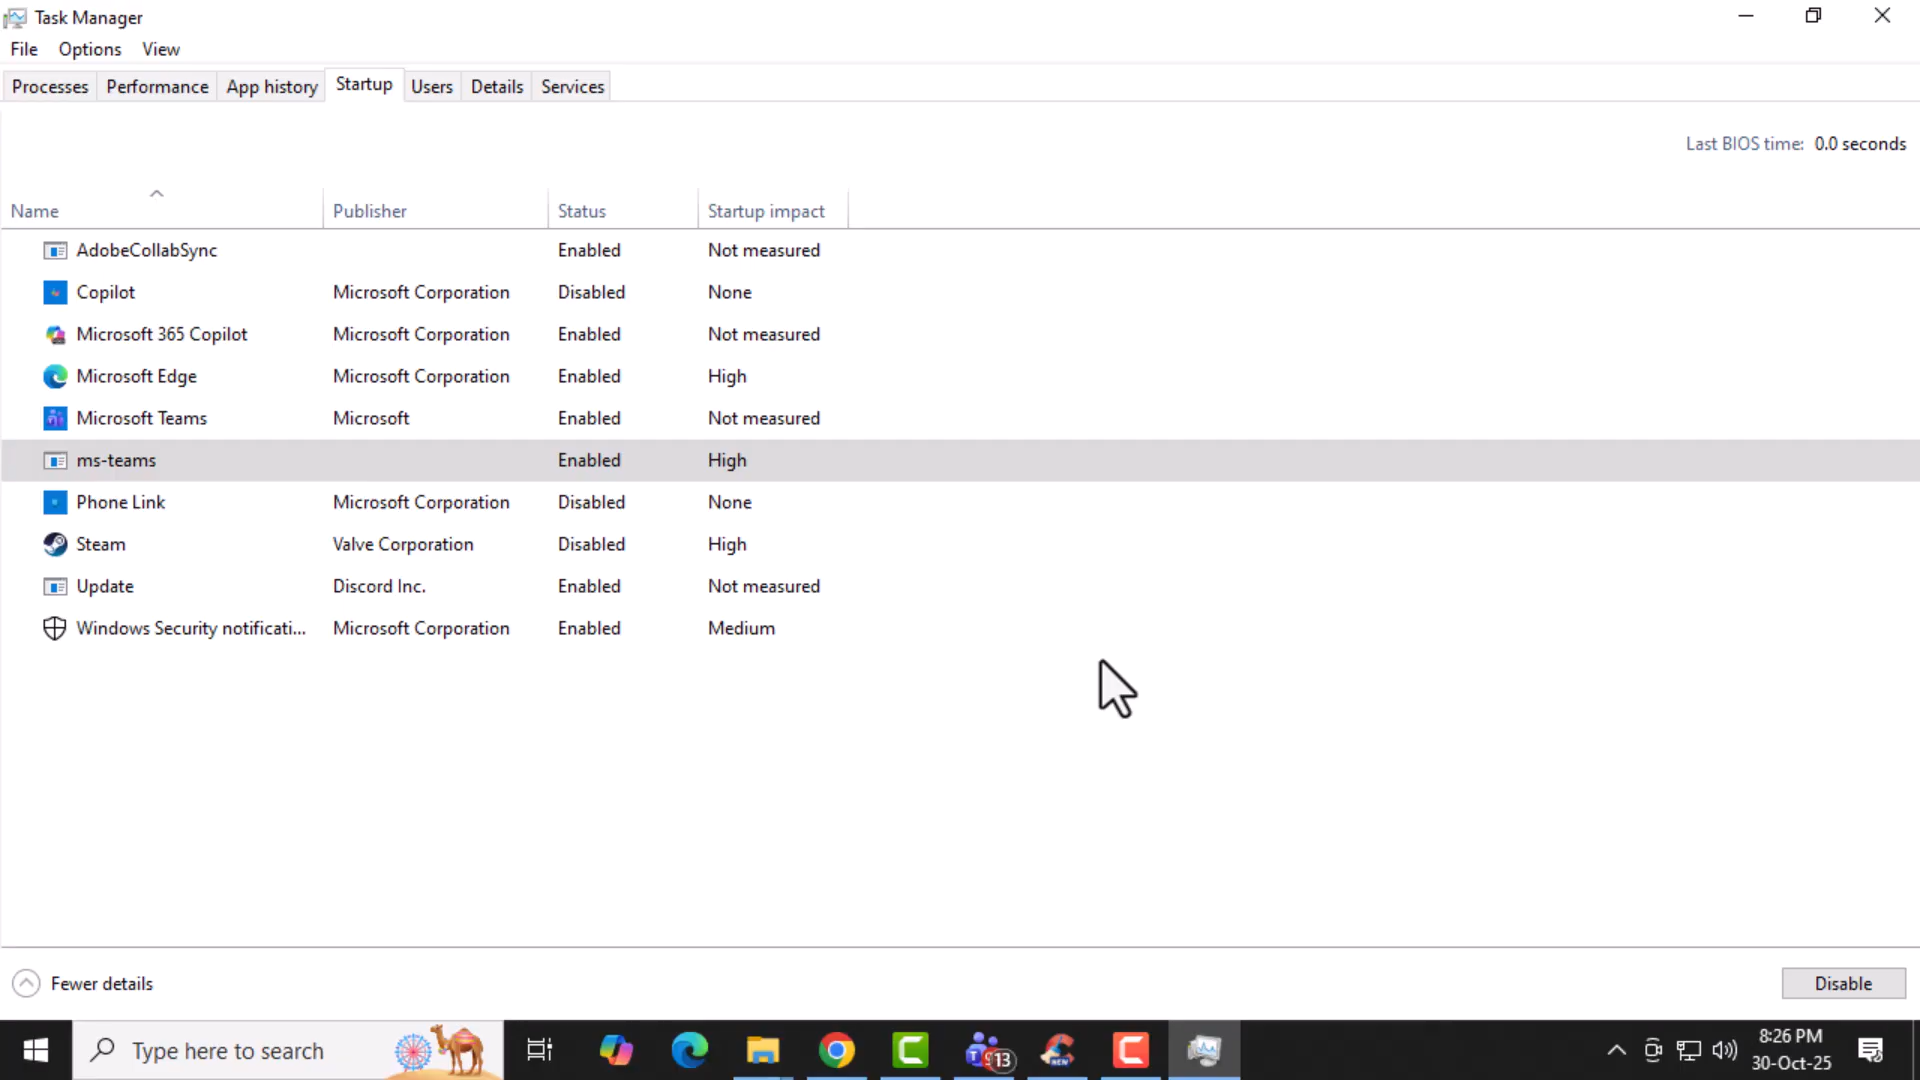 Task Manager
File Options View
Processes Performance App history Startup Users Details Services
Last BIOS time: 0.0 seconds
Name Publisher Status Startup impact
AdobeCollabSync Enabled Not measured
Copilot Microsoft Corporation Disabled None
Microsoft 365 Copilot Microsoft Corporation Enabled Not measured
Microsoft Edge Microsoft Corporation Enabled High
Microsoft Teams Microsoft Enabled Not measured
ms-teams Enabled High
Phone Link Microsoft Corporation Disabled None
Steam Valve Corporation Disabled High
Update Discord Inc. Enabled Not measured
Windows Security notificati... Microsoft Corporation Enabled Medium
Fewer details Disable
Type here to search 13 8:26 PM
30-Oct-25